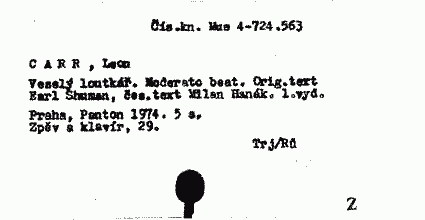 Čís.kn. Mus 4-724.563
C A R R , Leon
Veselý loutkář. Moderato beat. Orig.text
Earl Shuman, čes.text Milan Hanák. 1.vyd.
Praha, Panton 1974. 5 s.
Zpěv a klavír, 29.
Trj/Rů
Z